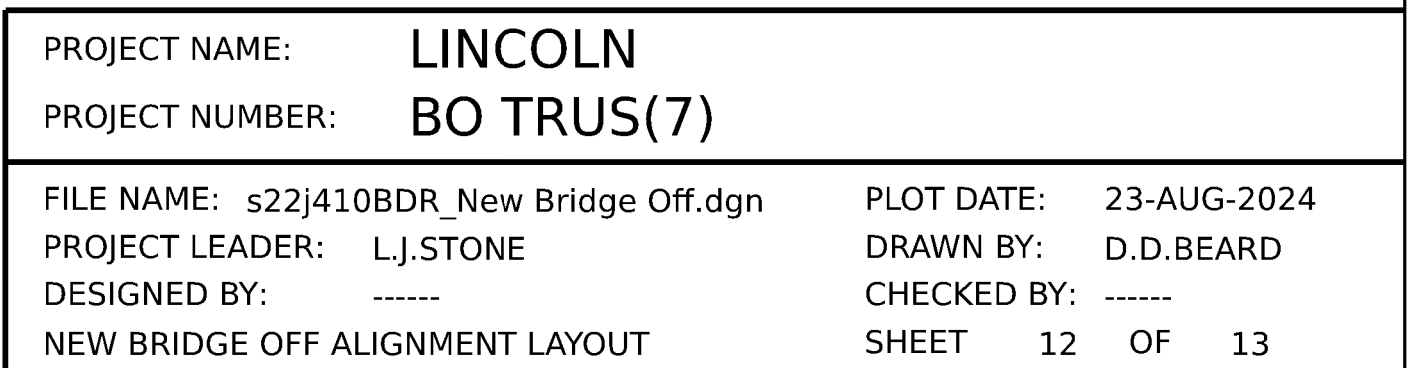 PROJECT NAME: LINCOLN
PROJECT NUMBER: BO TRUS(7)
FILE NAME: s22j410BDR_New Bridge Off.dgn PLOT DATE: 23-AUG-2024
PROJECT LEADER: L.J.STONE DRAWN BY: D.D.BEARD
DESIGNED BY: ------ CHECKED BY: ------
NEW BRIDGE OFF ALIGNMENT LAYOUT SHEET 12 OF 13